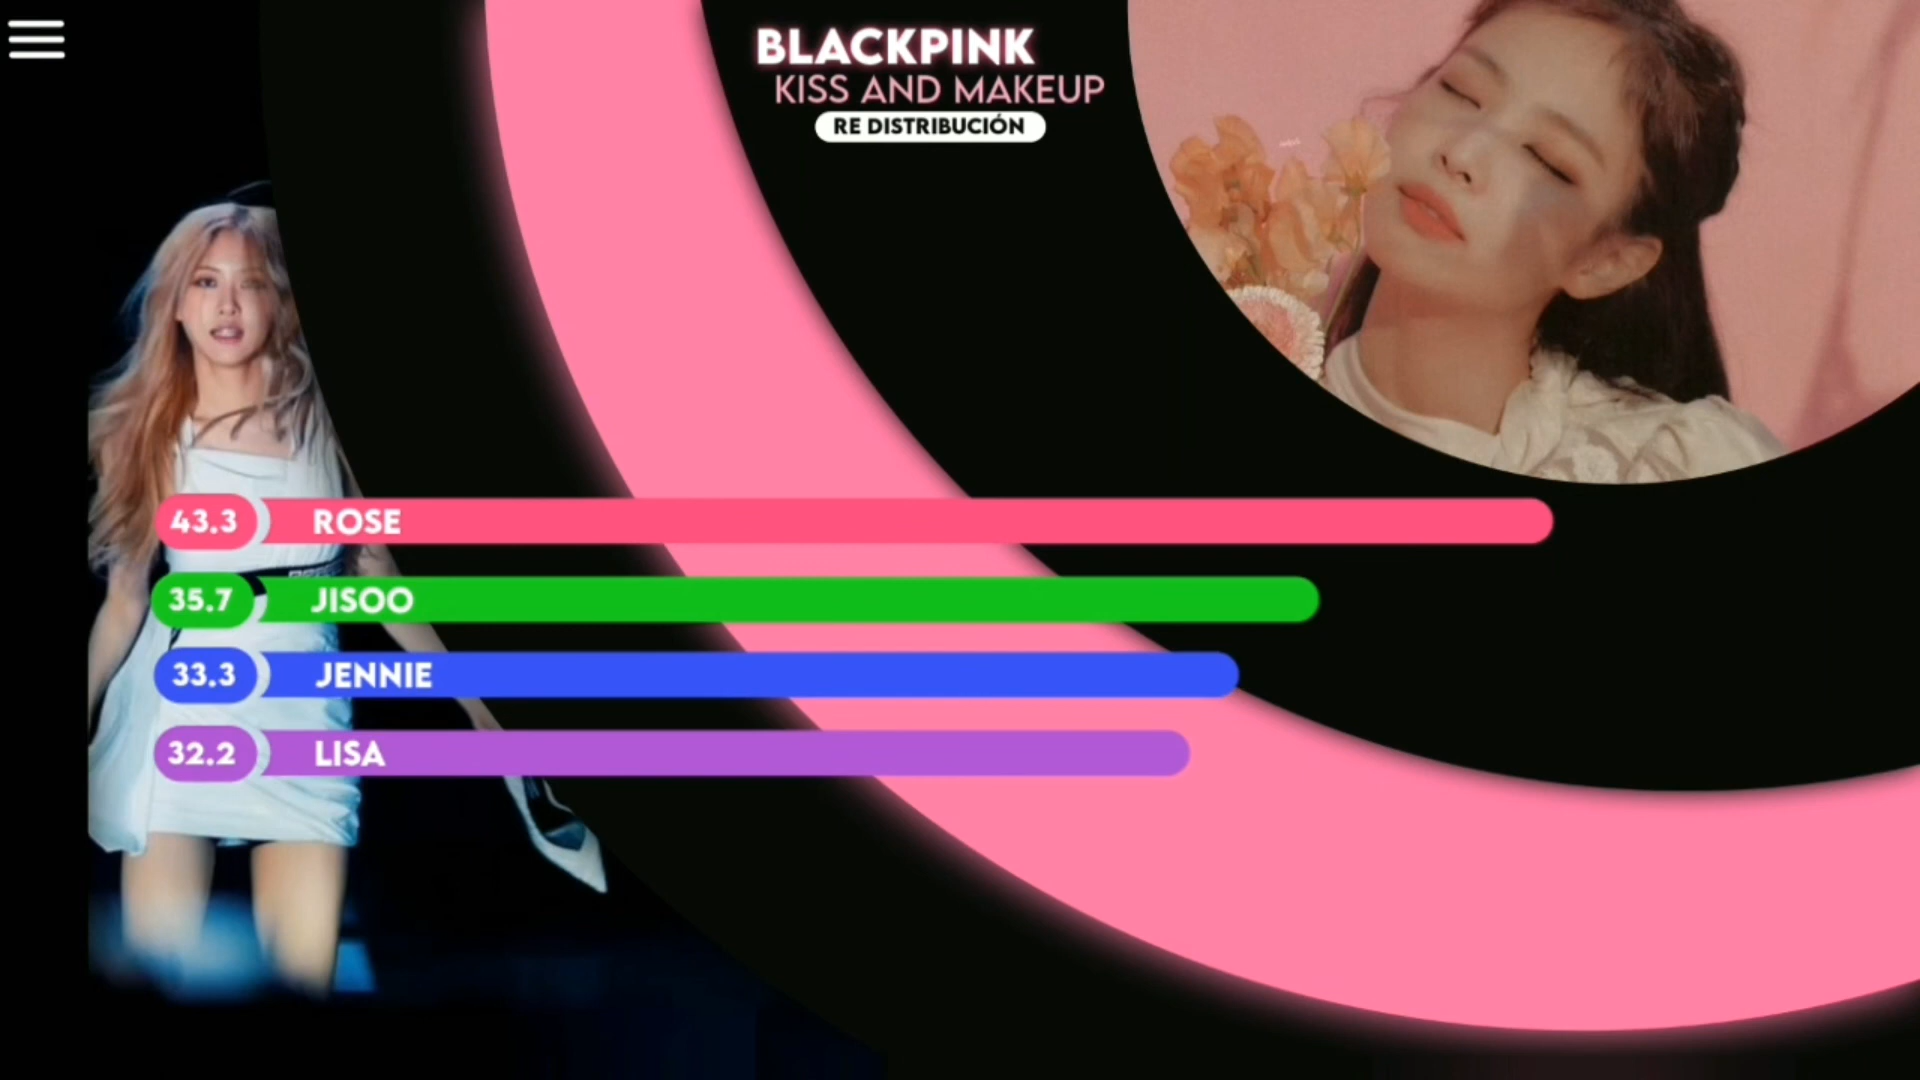 BLACKPINK
KISS AND MAKEUP
RE DISTRIBUCIÓN
43.3 ROSE
35.7 JISOO
33.3 JENNIE
32.2 LISA